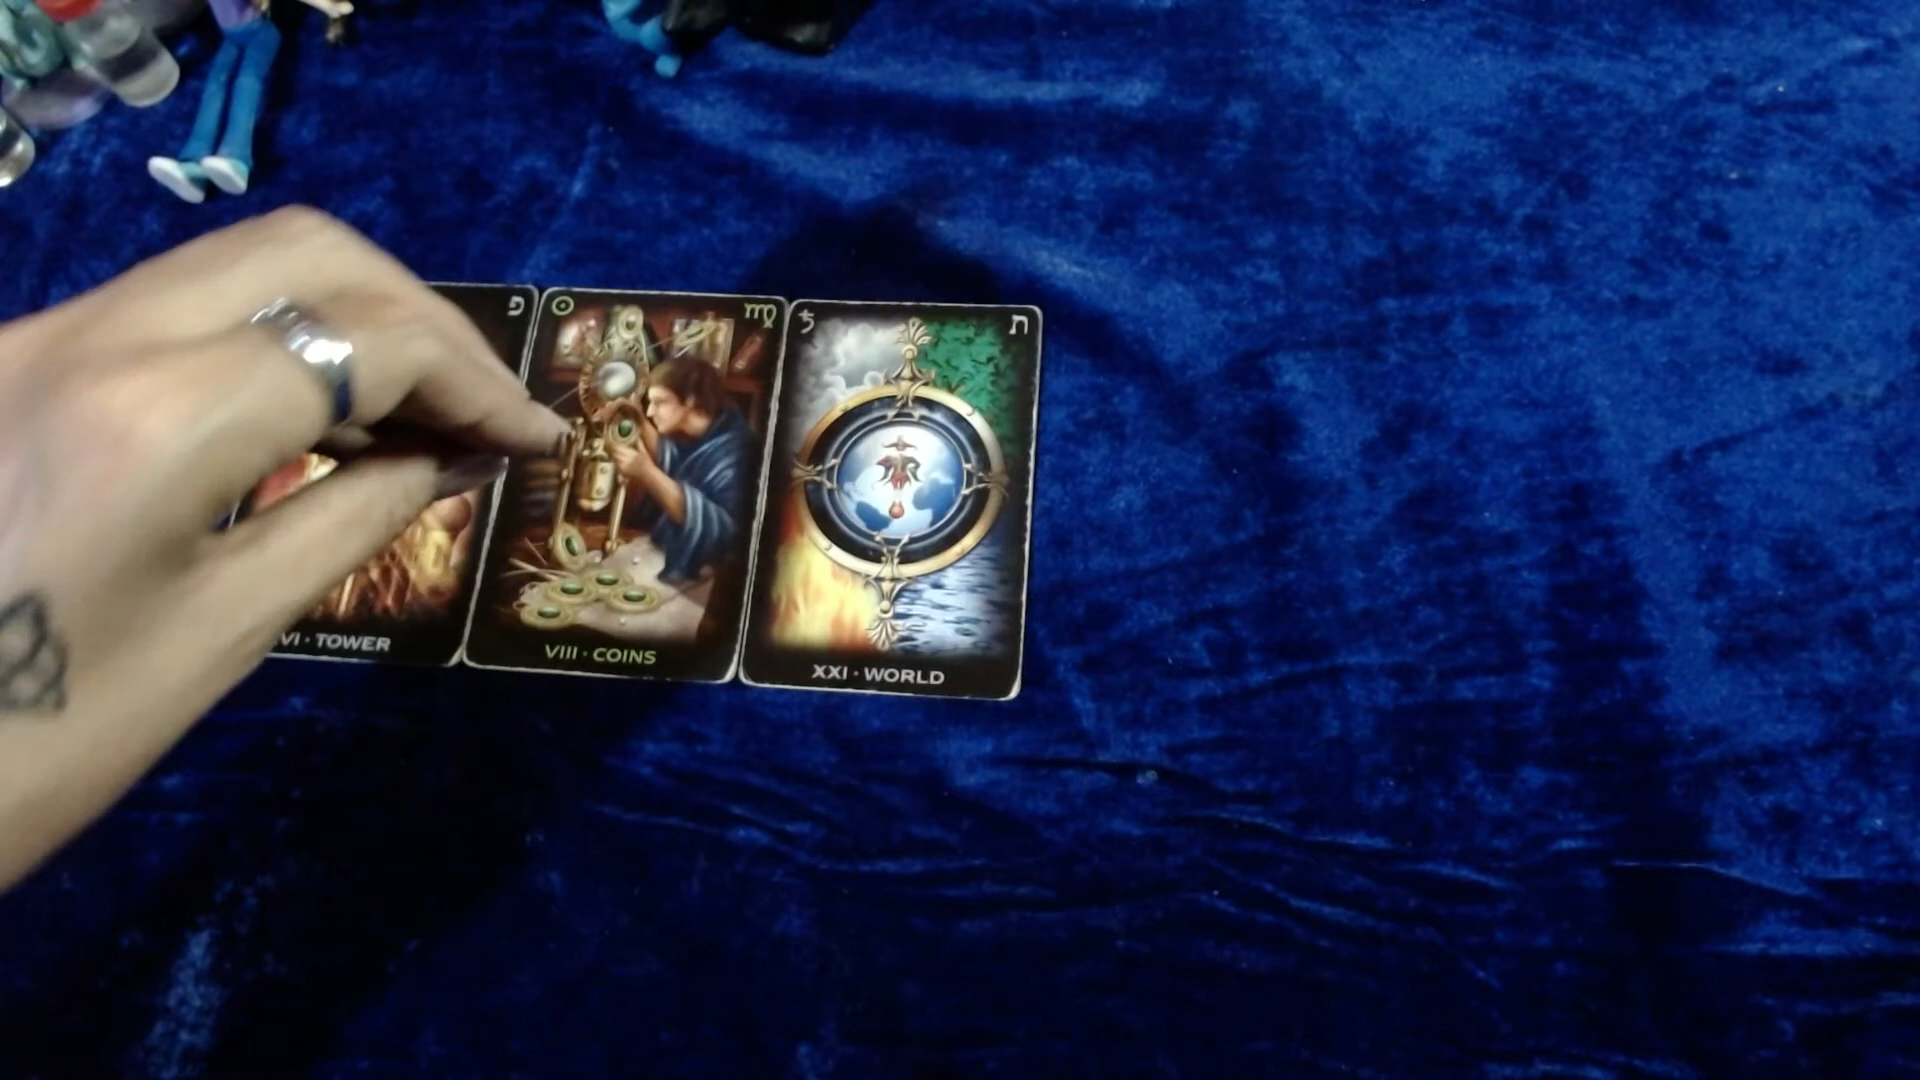 פ
♍
♄
ת
VI · TOWER
VIII · COINS
XXI · WORLD